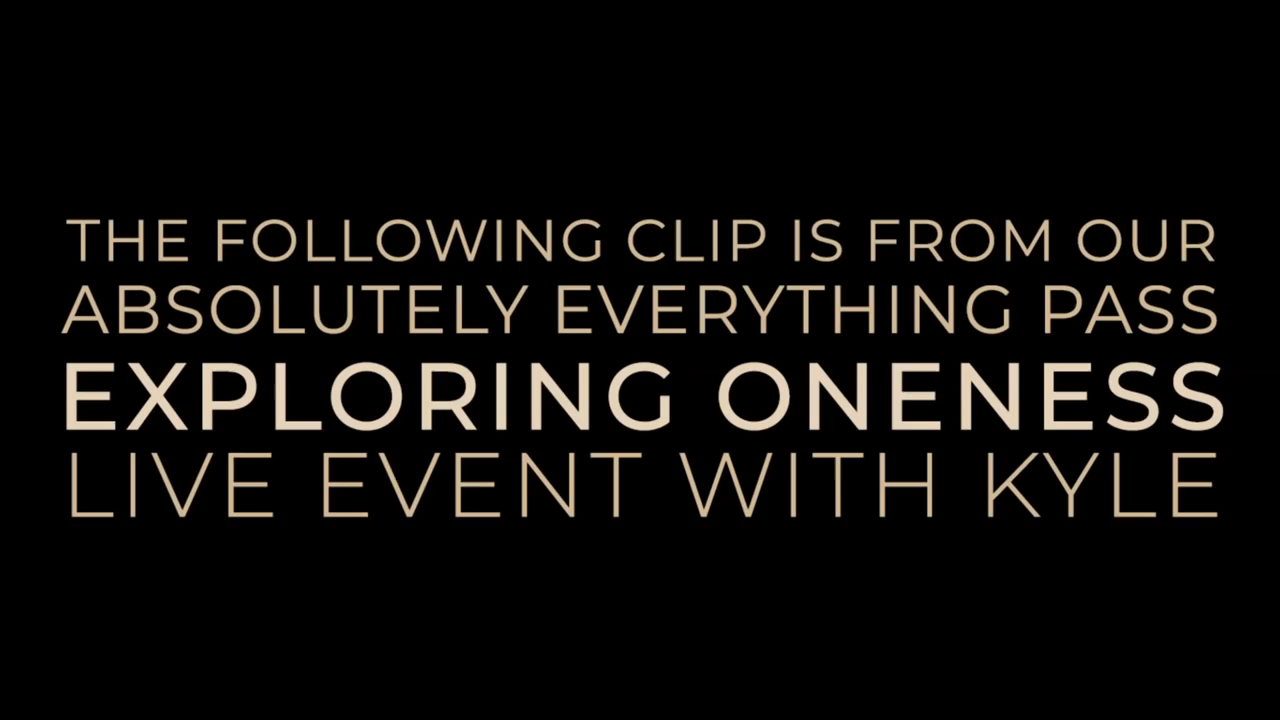 THE FOLLOWING CLIP IS FROM OUR
ABSOLUTELY EVERYTHING PASS
EXPLORING ONENESS
LIVE EVENT WITH KYLE